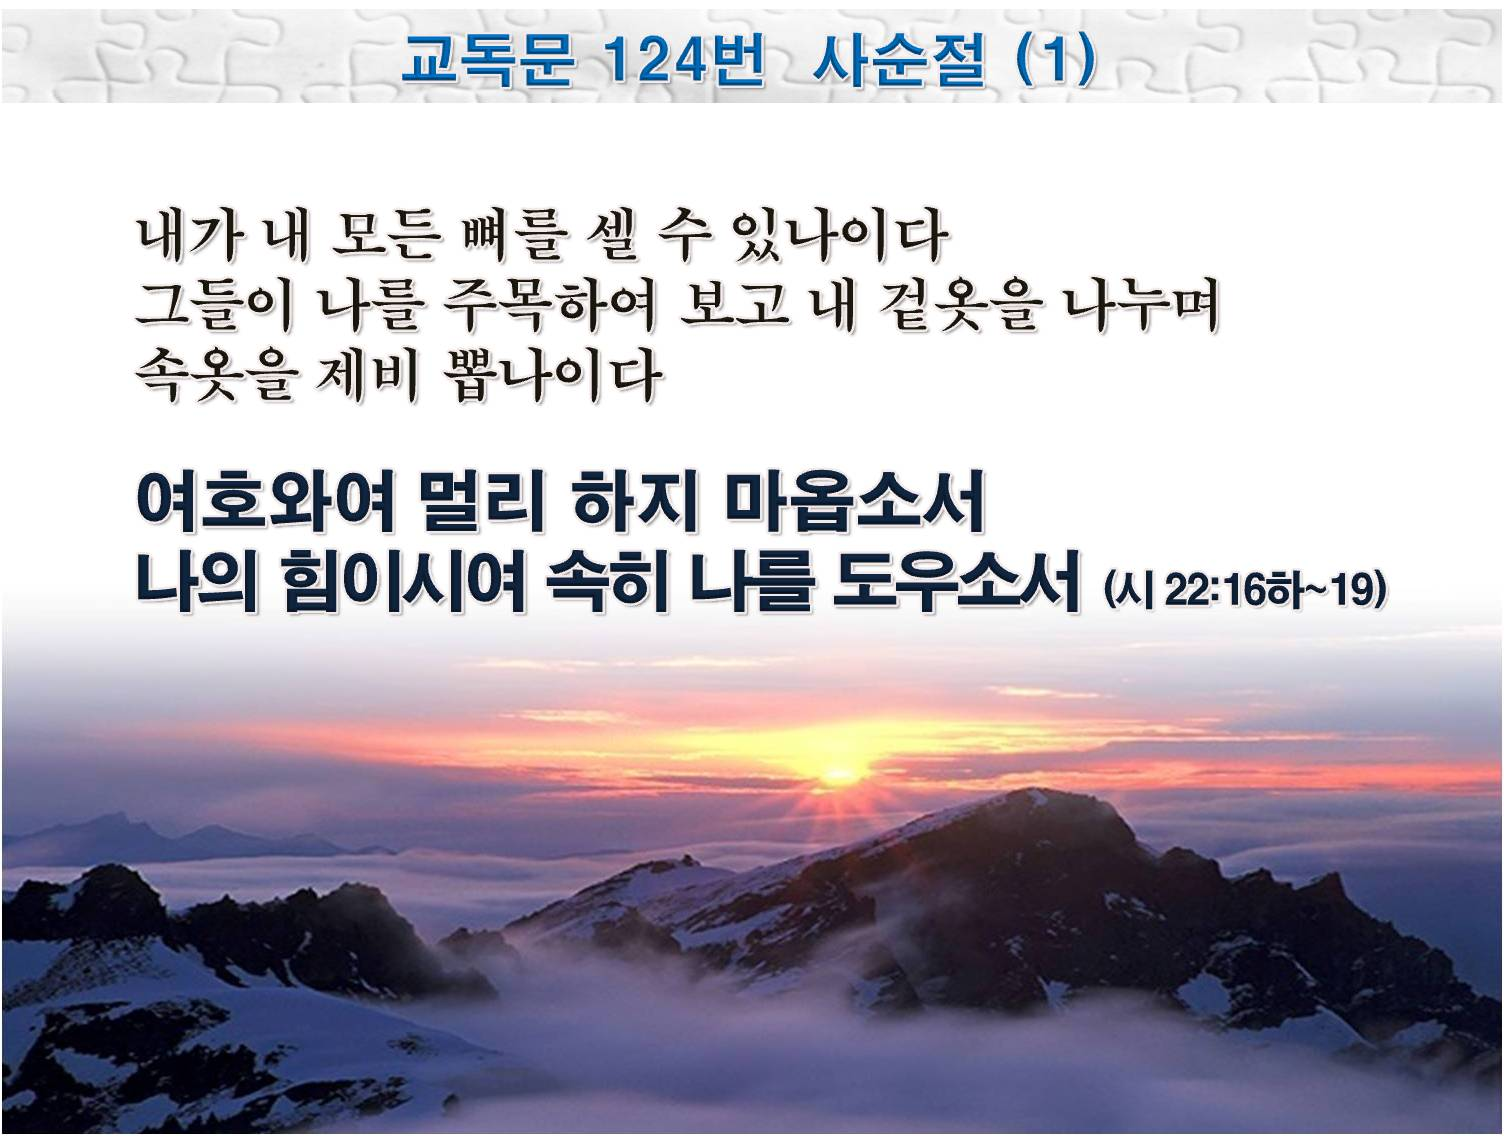 교독문 124번 사순절 (1)
내가 내 모든 뼈를 셀 수 있나이다
그들이 나를 주목하여 보고 내 겉옷을 나누며
속옷을 제비 뽑나이다
여호와여 멀리 하지 마옵소서
나의 힘이시여 속히 나를 도우소서 (시 22:16하~19)